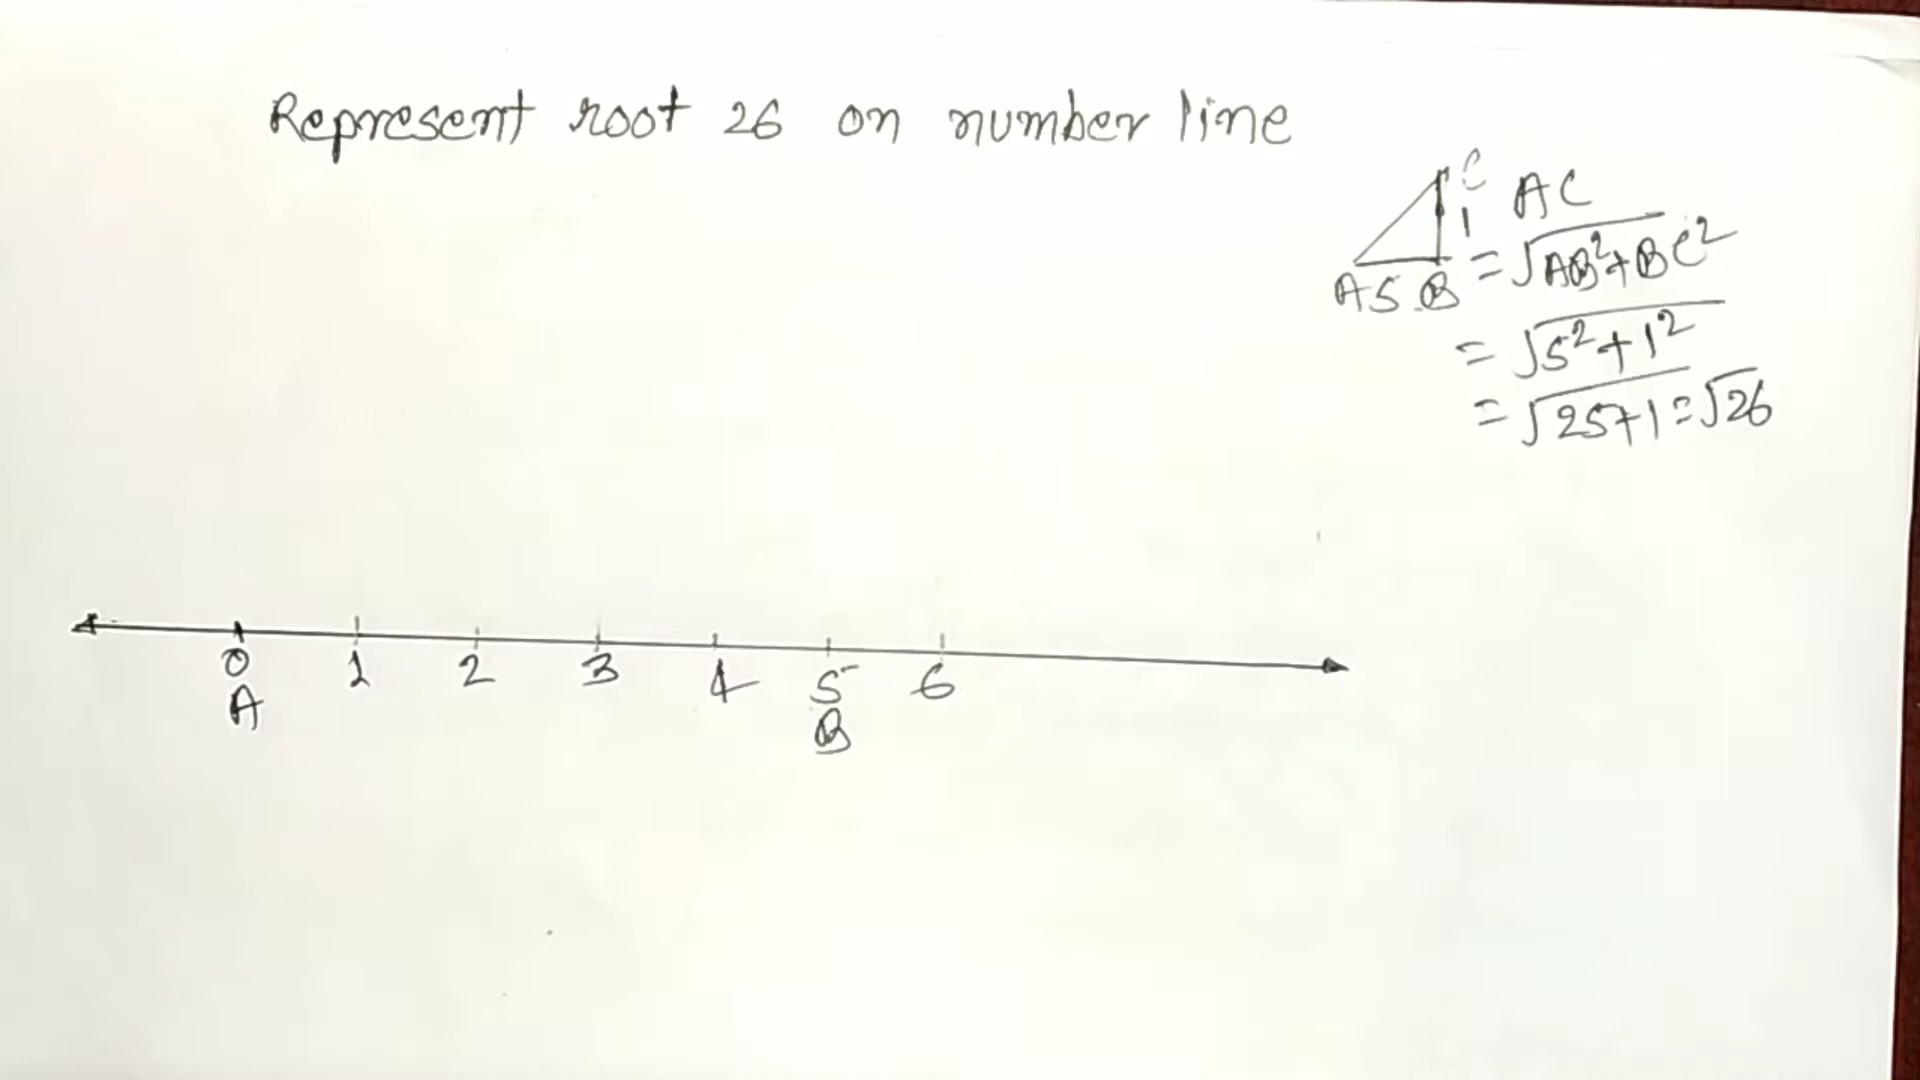 Represent root 26 on number line
C
1
A 5 B
AC
= √AB²+BC²
= √5²+1²
= √25+1 = √26
0 1 2 3 4 5 6
A B